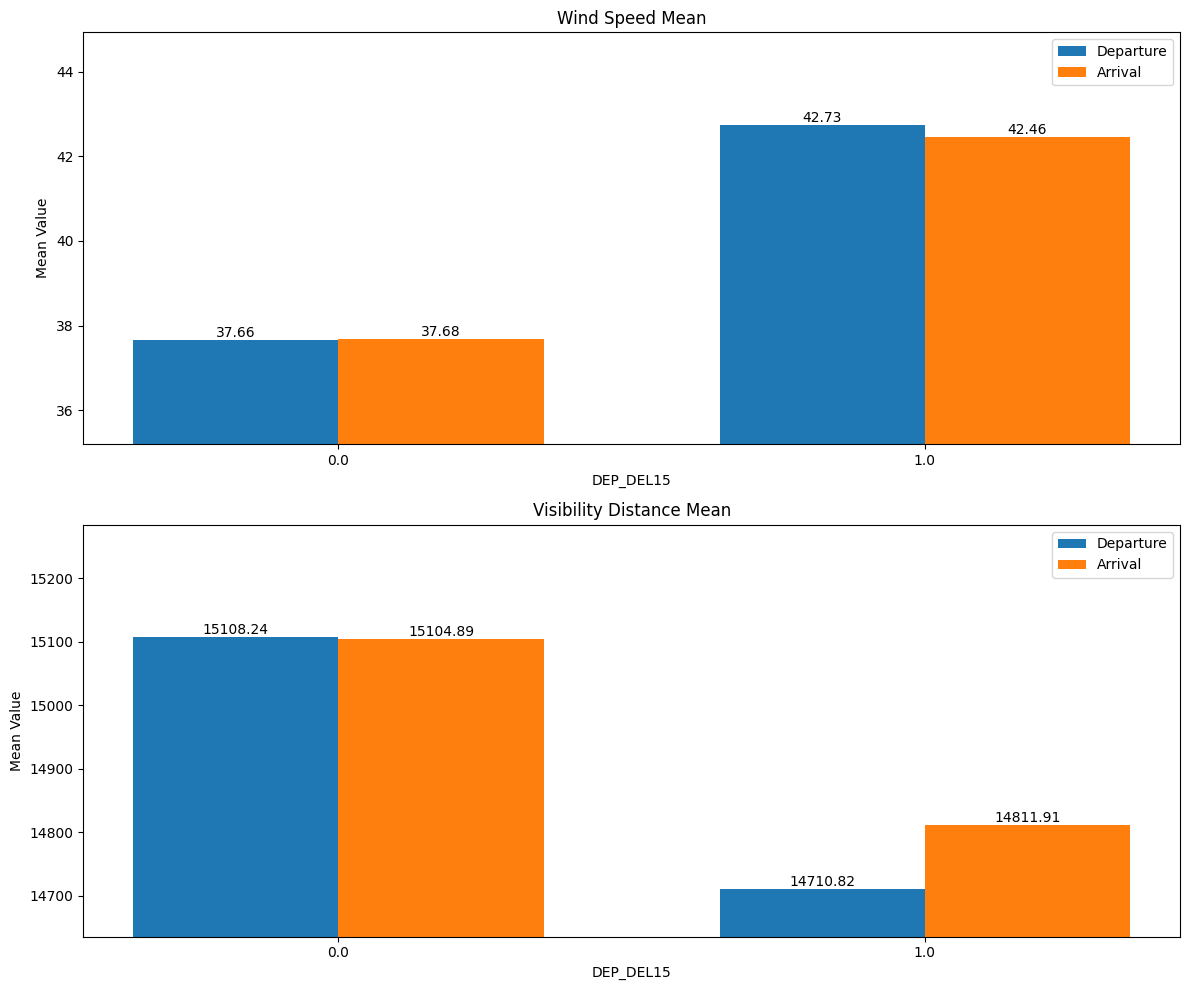 Wind Speed Mean
Departure
Arrival
44
42
40
38
36
Mean Value
37.66
37.68
42.73
42.46
0.0
1.0
DEP_DEL15
Visibility Distance Mean
Departure
Arrival
15200
15100
15000
14900
14800
14700
Mean Value
15108.24
15104.89
14710.82
14811.91
0.0
1.0
DEP_DEL15